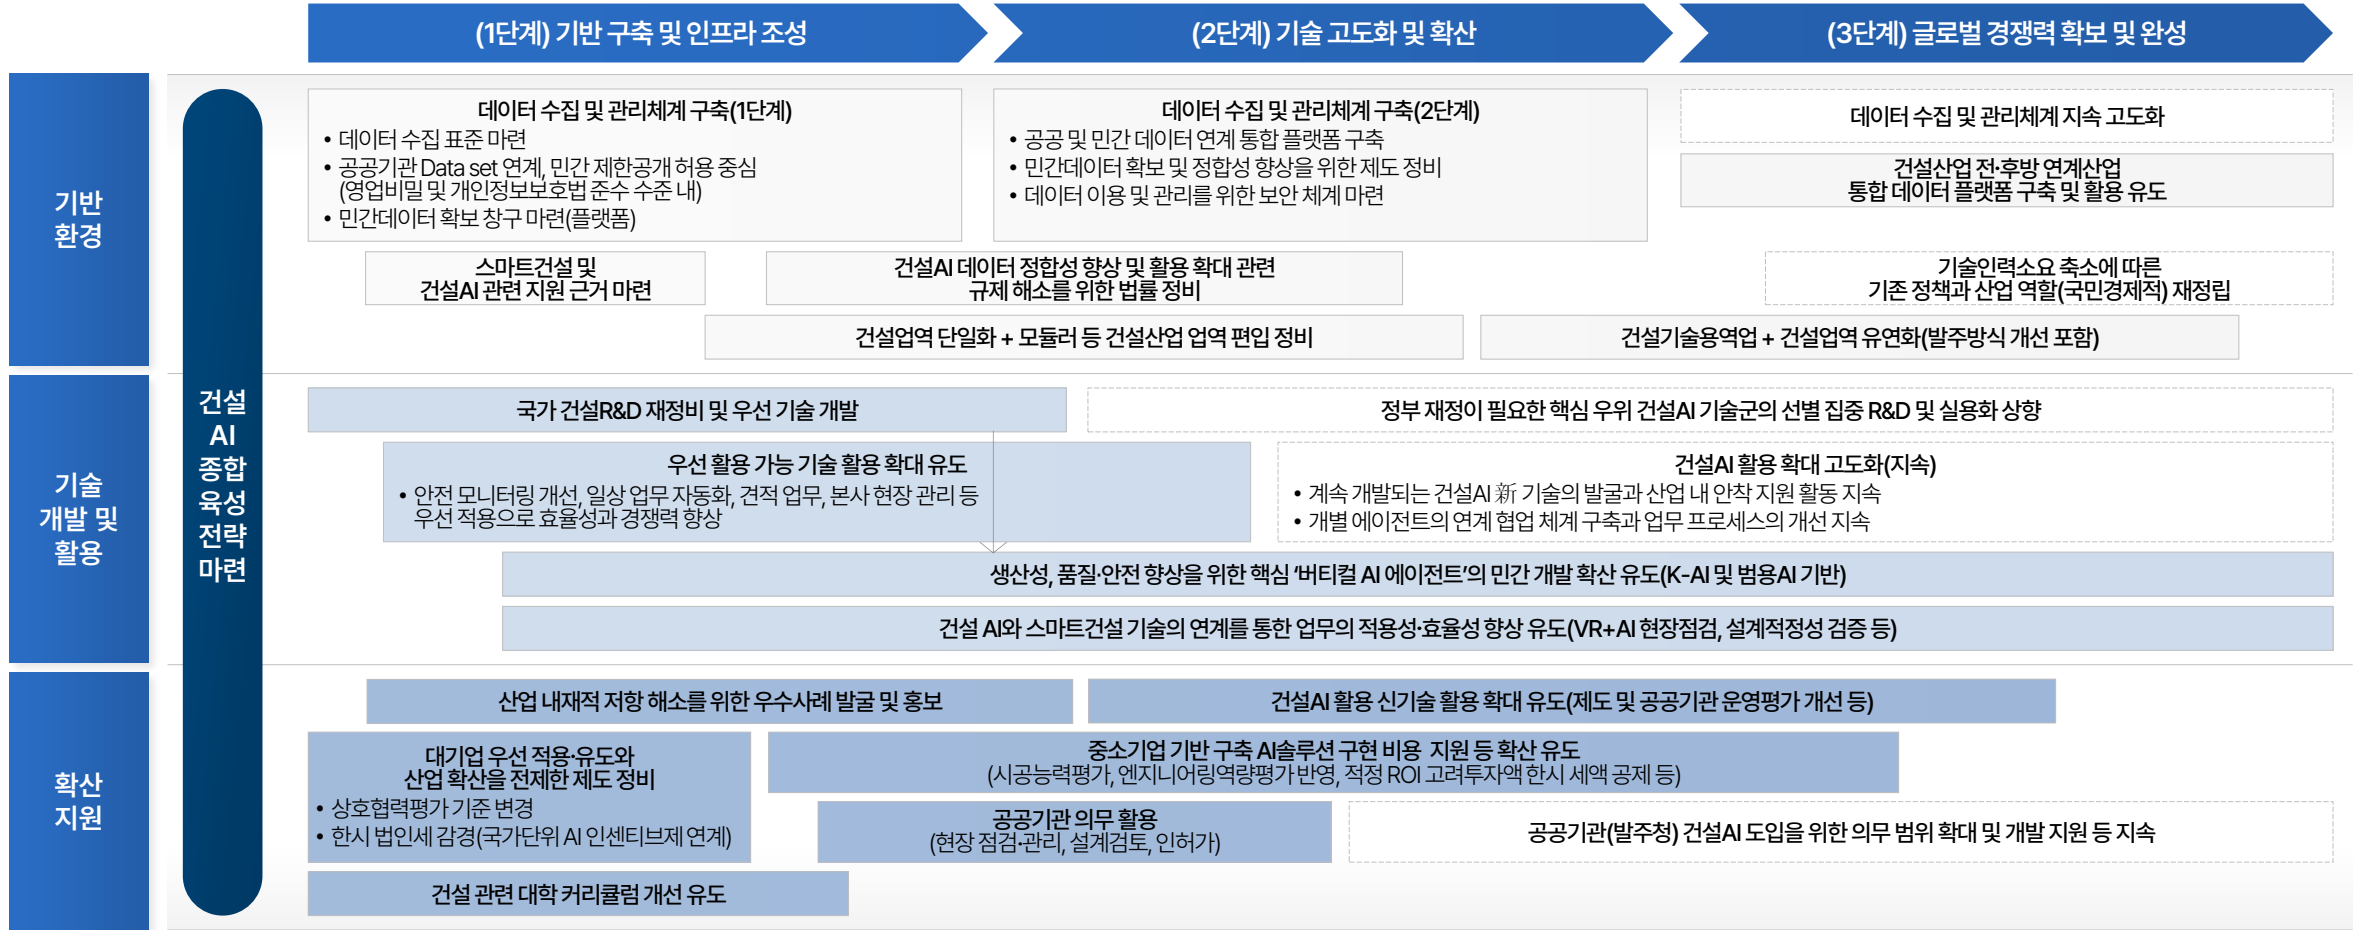 (1단계) 기반 구축 및 인프라 조성
(2단계) 기술 고도화 및 확산
(3단계) 글로벌 경쟁력 확보 및 완성
건설
AI
종합
육성
전략
마련
기반
환경
데이터 수집 및 관리체계 구축(1단계)
• 데이터 수집 표준 마련
• 공공기관 Data set 연계, 민간 제한공개 허용 중심
(영업비밀 및 개인정보보호법 준수 수준 내)
• 민간데이터 확보 창구 마련(플랫폼)
데이터 수집 및 관리체계 구축(2단계)
• 공공 및 민간 데이터 연계 통합 플랫폼 구축
• 민간데이터 확보 및 정합성 향상을 위한 제도 정비
• 데이터 이용 및 관리를 위한 보안 체계 마련
데이터 수집 및 관리체계 지속 고도화
건설산업 전·후방 연계산업
통합 데이터 플랫폼 구축 및 활용 유도
스마트건설 및
건설AI 관련 지원 근거 마련
건설AI 데이터 정합성 향상 및 활용 확대 관련
규제 해소를 위한 법률 정비
기술인력소요 축소에 따른
기존 정책과 산업 역할(국민경제적) 재정립
건설업역 단일화 + 모듈러 등 건설산업 업역 편입 정비
건설기술용역업 + 건설업역 유연화(발주방식 개선 포함)
기술
개발 및
활용
국가 건설R&D 재정비 및 우선 기술 개발
정부 재정이 필요한 핵심 우위 건설AI 기술군의 선별 집중 R&D 및 실용화 상향
우선 활용 가능 기술 활용 확대 유도
• 안전 모니터링 개선, 일상 업무 자동화, 견적 업무, 본사 현장 관리 등
우선 적용으로 효율성과 경쟁력 향상
건설AI 활용 확대 고도화(지속)
• 계속 개발되는 건설AI 新 기술의 발굴과 산업 내 안착 지원 활동 지속
• 개별 에이전트의 연계 협업 체계 구축과 업무 프로세스의 개선 지속
생산성, 품질·안전 향상을 위한 핵심 ‘버티컬 AI 에이전트’의 민간 개발 확산 유도(K-AI 및 범용AI 기반)
건설 AI와 스마트건설 기술의 연계를 통한 업무의 적용성·효율성 향상 유도(VR+AI 현장점검, 설계적정성 검증 등)
확산
지원
산업 내재적 저항 해소를 위한 우수사례 발굴 및 홍보
건설AI 활용 신기술 활용 확대 유도(제도 및 공공기관 운영평가 개선 등)
대기업 우선 적용·유도와
산업 확산을 전제한 제도 정비
• 상호협력평가 기준 변경
• 한시 법인세 감경(국가단위 AI 인센티브제 연계)
중소기업 기반 구축 AI솔루션 구현 비용 지원 등 확산 유도
(시공능력평가, 엔지니어링역량평가 반영, 적정 ROI 고려투자액 한시 세액 공제 등)
공공기관 의무 활용
(현장 점검·관리, 설계검토, 인허가)
공공기관(발주청) 건설AI 도입을 위한 의무 범위 확대 및 개발 지원 등 지속
건설 관련 대학 커리큘럼 개선 유도